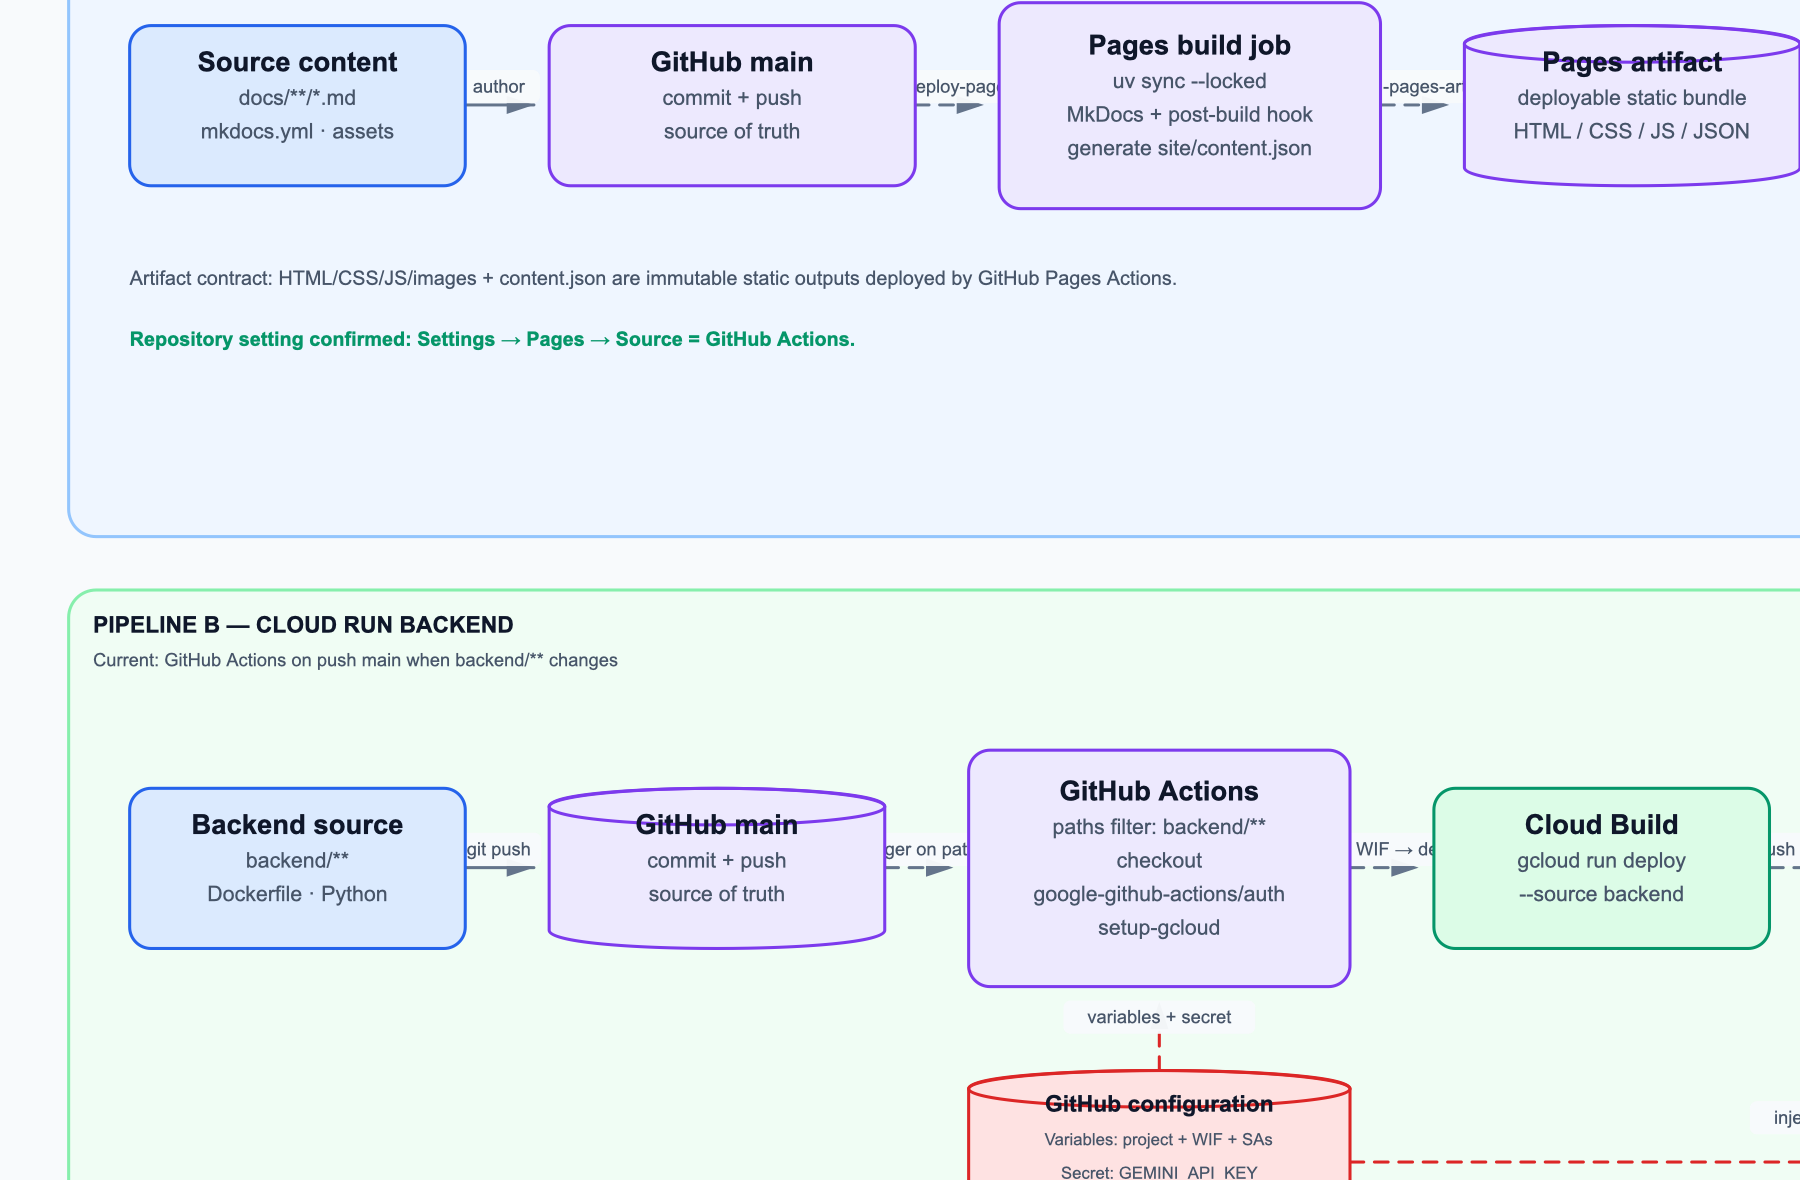 Source content
docs/**/*.md
mkdocs.yml · assets
author
GitHub main
commit + push
source of truth
Pages build job
uv sync --locked
MkDocs + post-build hook
generate site/content.json
Pages artifact
deployable static bundle
HTML / CSS / JS / JSON
Artifact contract: HTML/CSS/JS/images + content.json are immutable static outputs deployed by GitHub Pages Actions.
Repository setting confirmed: Settings → Pages → Source = GitHub Actions.
PIPELINE B — CLOUD RUN BACKEND
Current: GitHub Actions on push main when backend/** changes
Backend source
backend/**
Dockerfile · Python
git push
GitHub main
commit + push
source of truth
on
GitHub Actions
paths filter: backend/**
checkout
google-github-actions/auth
setup-gcloud
WIF →
Cloud Build
gcloud run deploy
--source backend
variables + secret
GitHub configuration
Variables: project + WIF + SAs
Secret: GEMINI_API_KEY